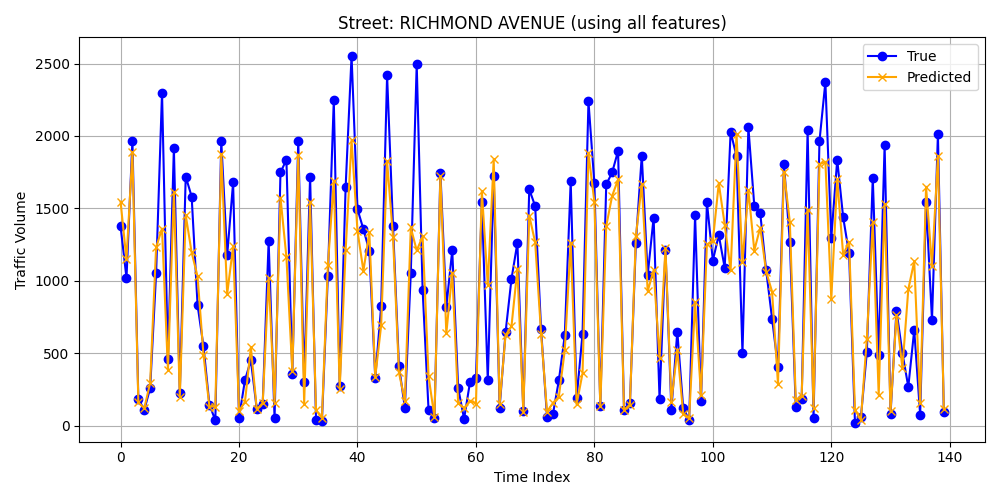 Street: RICHMOND AVENUE (using all features)
True
Predicted
Traffic Volume
2500
2000
1500
1000
500
0
0 20 40 60 80 100 120 140
Time Index